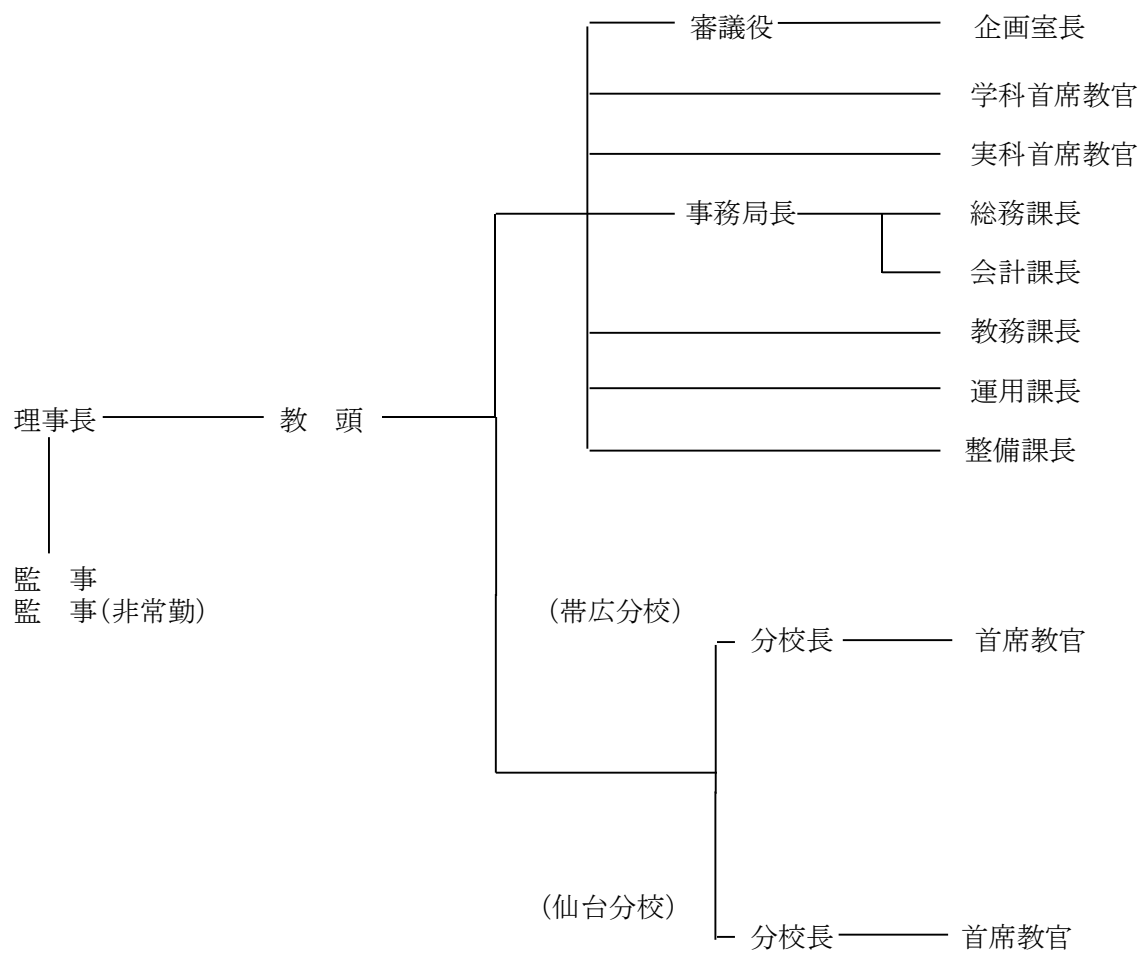 審議役 企画室長
学科首席教官
実科首席教官
事務局長 総務課長
会計課長
教務課長
運用課長
理事長 教　頭
整備課長
監　事
監　事(非常勤)
(帯広分校)
分校長 首席教官
(仙台分校)
分校長 首席教官